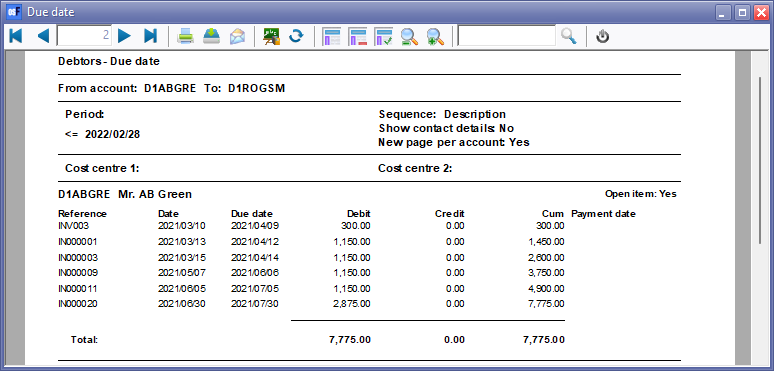 Due date
2
Debtors - Due date
From account: D1ABGRE To: D1ROGSM
Period: Sequence: Description
Show contact details: No
<= 2022/02/28
New page per account: Yes
Cost centre 1: Cost centre 2:
D1ABGRE Mr. AB Green Open item: Yes
Reference Date Due date Debit Credit Cum Payment date
INV003 2021/03/10 2021/04/09 300.00 0.00 300.00
IN000001 2021/03/13 2021/04/12 1,150.00 0.00 1,450.00
IN000003 2021/03/15 2021/04/14 1,150.00 0.00 2,600.00
IN000009 2021/05/07 2021/06/06 1,150.00 0.00 3,750.00
IN000011 2021/06/05 2021/07/05 1,150.00 0.00 4,900.00
IN000020 2021/06/30 2021/07/30 2,875.00 0.00 7,775.00
Total: 7,775.00 0.00 7,775.00